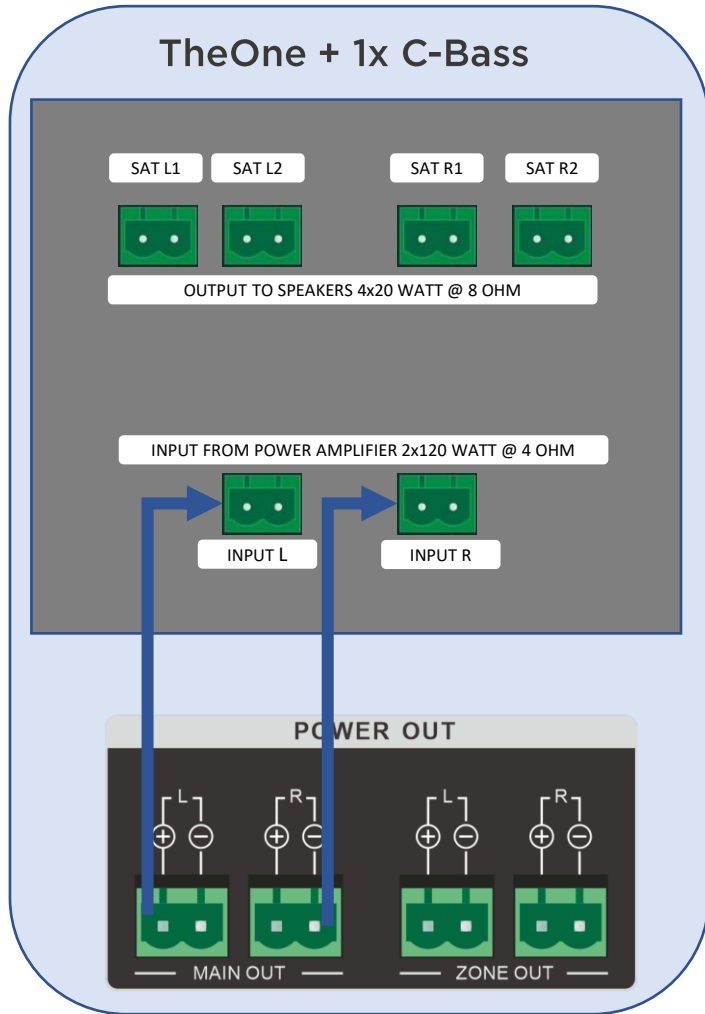 TheOne + 1x C-Bass
SAT L1 SAT L2 SAT R1 SAT R2
OUTPUT TO SPEAKERS 4x20 WATT @ 8 OHM
INPUT FROM POWER AMPLIFIER 2x120 WATT @ 4 OHM
INPUT L INPUT R
POWER OUT
L R L R
+ − + − + − + −
MAIN OUT ZONE OUT